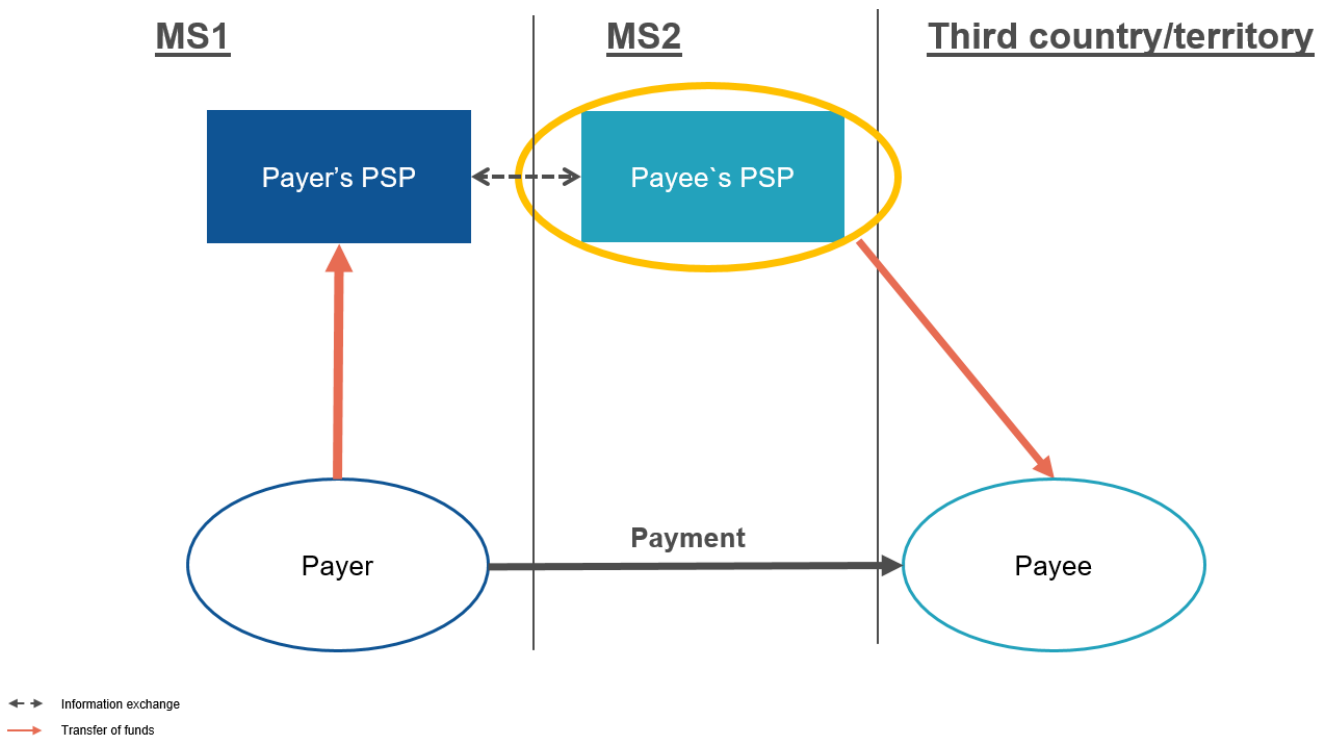 MS1
MS2
Third country/territory
Payer’s PSP
Payee`s PSP
Payment
Payer
Payee
Information exchange
Transfer of funds